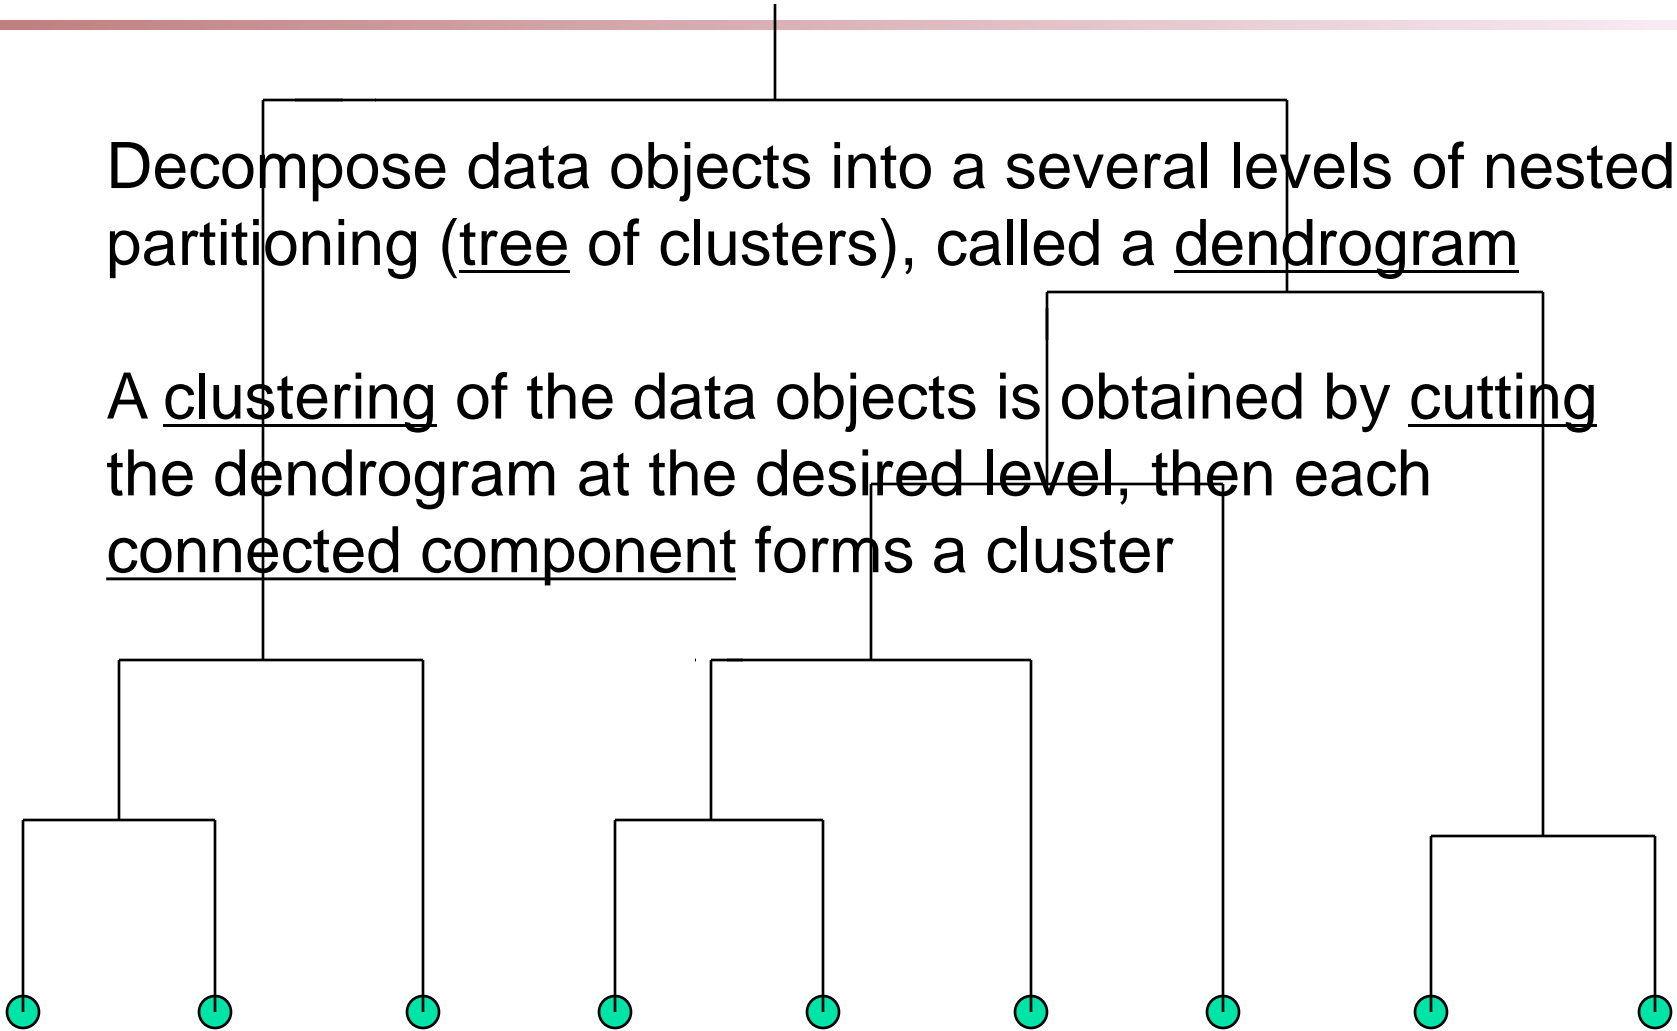 Decompose data objects into a several levels of nested
partitioning (tree of clusters), called a dendrogram
A clustering of the data objects is obtained by cutting
the dendrogram at the desired level, then each
connected component forms a cluster